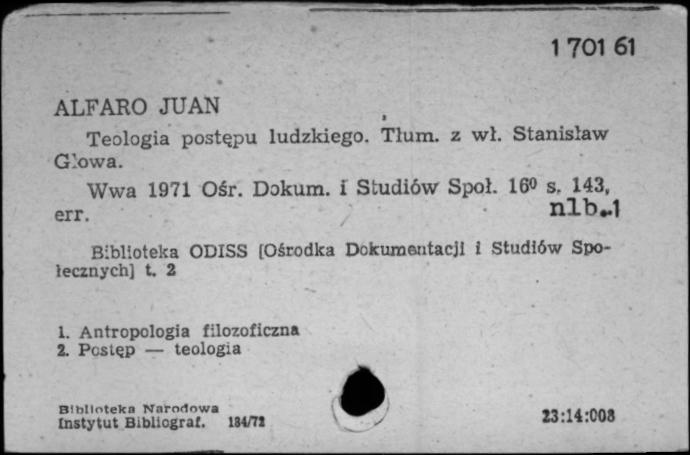 1 701 61
ALFARO JUAN
Teologia postępu ludzkiego. Tłum. z wł. Stanisław
Głowa.
Wwa 1971 Ośr. Dokum. i Studiów Społ. 16⁰ s. 143,
err. nlb. 1
Biblioteka ODISS [Ośrodka Dokumentacji i Studiów Spo-
łecznych] t. 2
1. Antropologia filozoficzna
2. Postęp — teologia
Biblioteka Narodowa
Instytut Bibliograf. 184/72 23:14:008